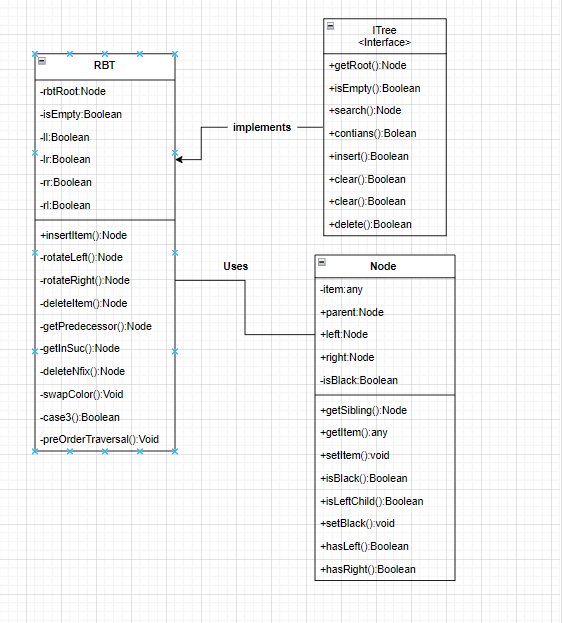 RBT
-rbtRoot:Node
-isEmpty:Boolean
-ll:Boolean
-lr:Boolean
-rr:Boolean
-rl:Boolean
+insertItem():Node
-rotateLeft():Node
-rotateRight():Node
-deleteItem():Node
-getPredecessor():Node
-getInSuc():Node
-deleteNfix():Node
-swapColor():Void
-case3():Boolean
-preOrderTraversal():Void
implements
Uses
ITree
<Interface>
+getRoot():Node
+isEmpty():Boolean
+search():Node
+contians():Bolean
+insert():Boolean
+clear():Boolean
+clear():Boolean
+delete():Boolean
Node
-item:any
+parent:Node
+left:Node
+right:Node
-isBlack:Boolean
+getSibling():Node
+getItem():any
+setItem():void
+isBlack():Boolean
+isLeftChild():Boolean
+setBlack():void
+hasLeft():Boolean
+hasRight():Boolean